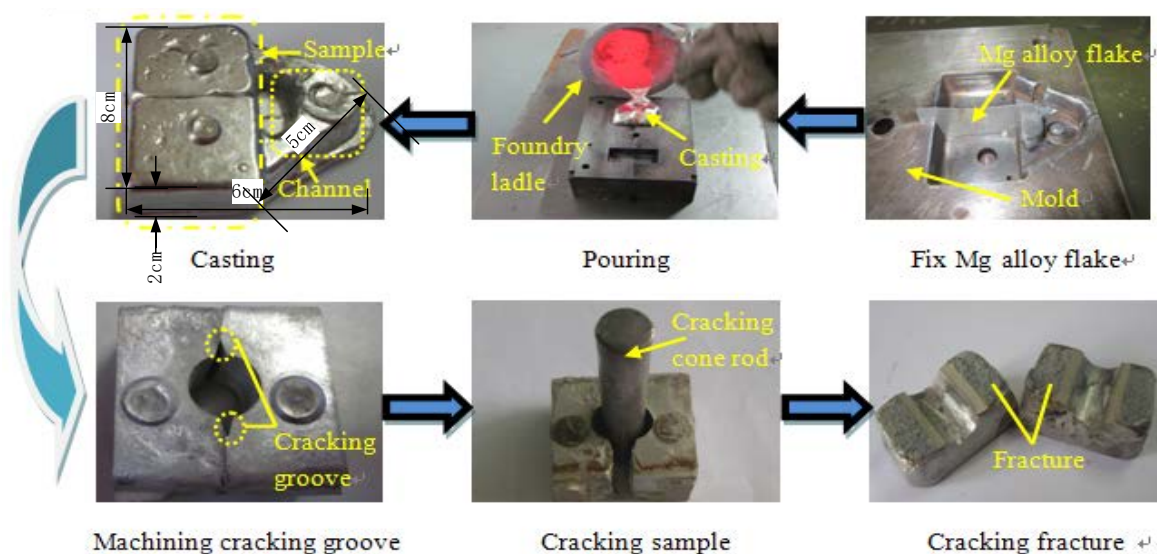 Sample
8cm
5cm
Channel
6cm
2cm
Casting
Foundry
ladle
Casting
Pouring
Mg alloy flake
Mold
Fix Mg alloy flake
Cracking
groove
Machining cracking groove
Cracking
cone rod
Cracking sample
Fracture
Cracking fracture